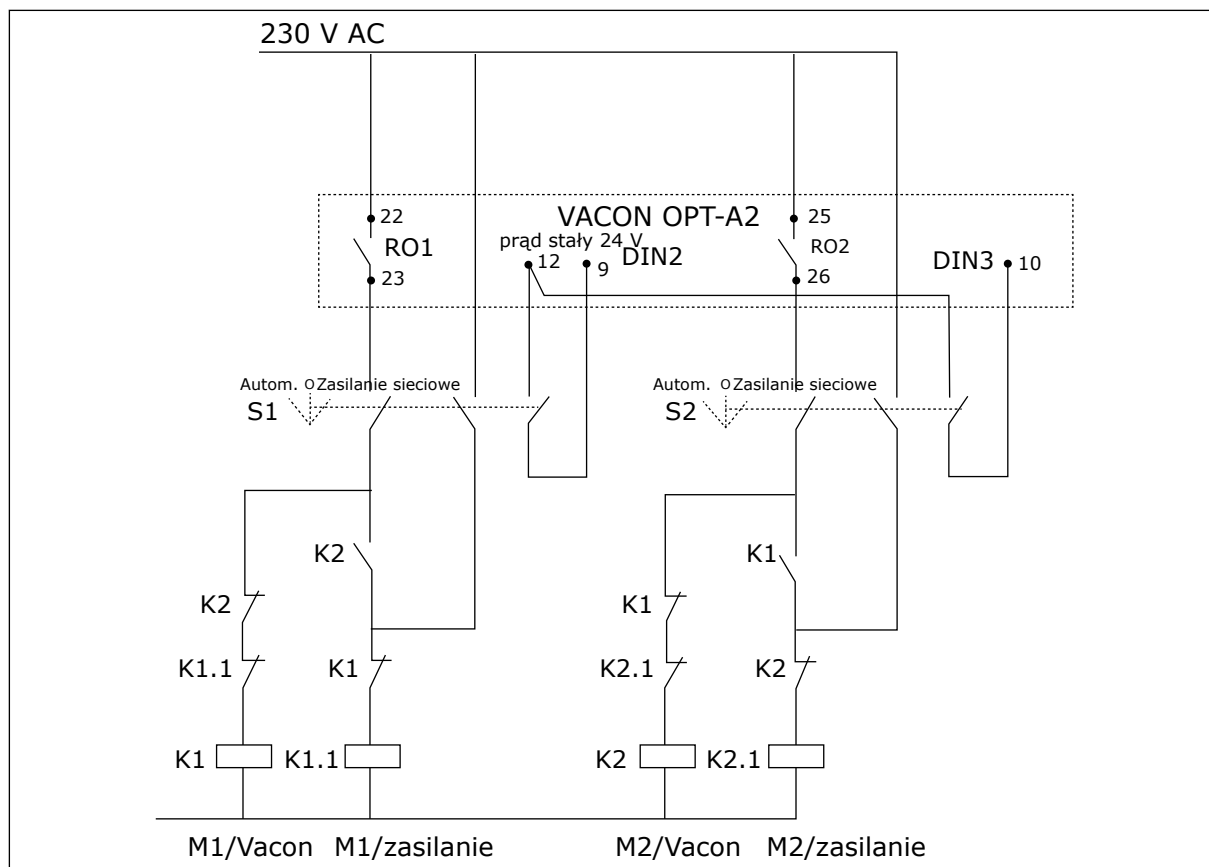 230 V AC
22
VACON OPT-A2
25
RO1
prąd stały 24 V
12
9
DIN2
RO2
DIN3
10
23
26
Autom. O Zasilanie sieciowe
S1
Autom. O Zasilanie sieciowe
S2
K2
K1
K2
K1
K1.1
K1
K2.1
K2
K1
K1.1
K2
K2.1
M1/Vacon
M1/zasilanie
M2/Vacon
M2/zasilanie